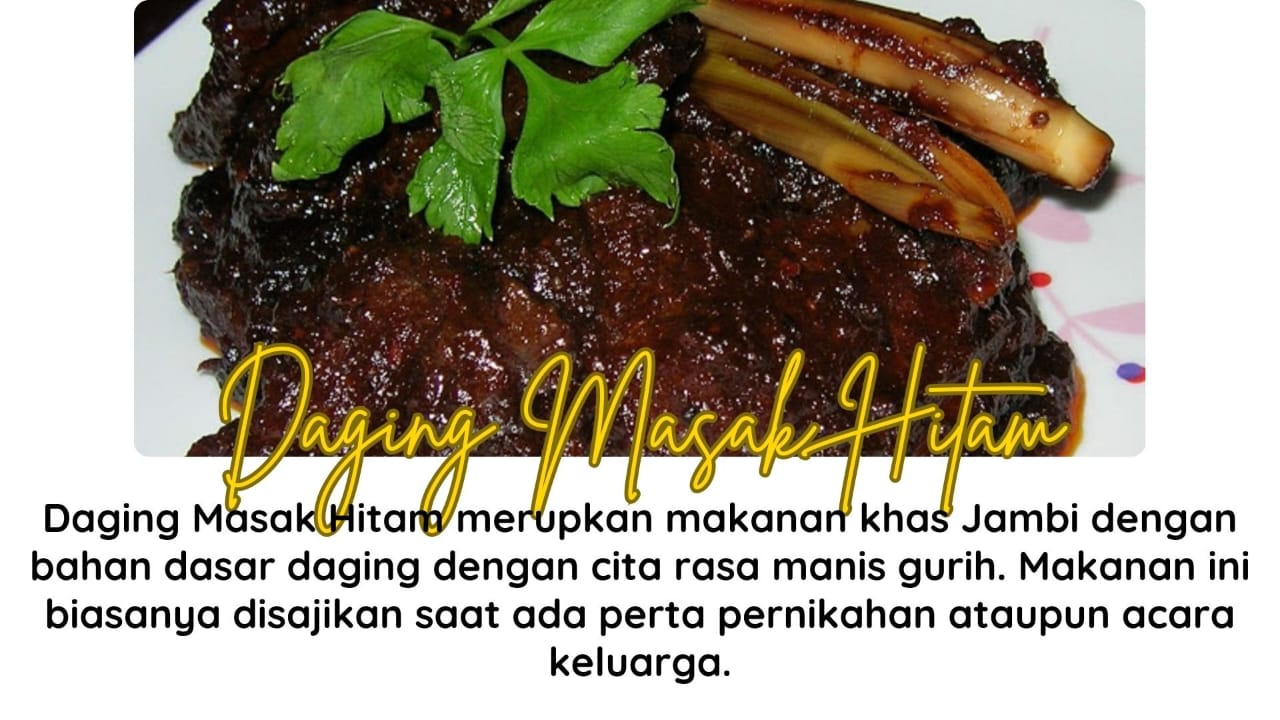 Daging Masak Hitam
Daging Masak Hitam merupkan makanan khas Jambi dengan
bahan dasar daging dengan cita rasa manis gurih. Makanan ini
biasanya disajikan saat ada perta pernikahan ataupun acara
keluarga.